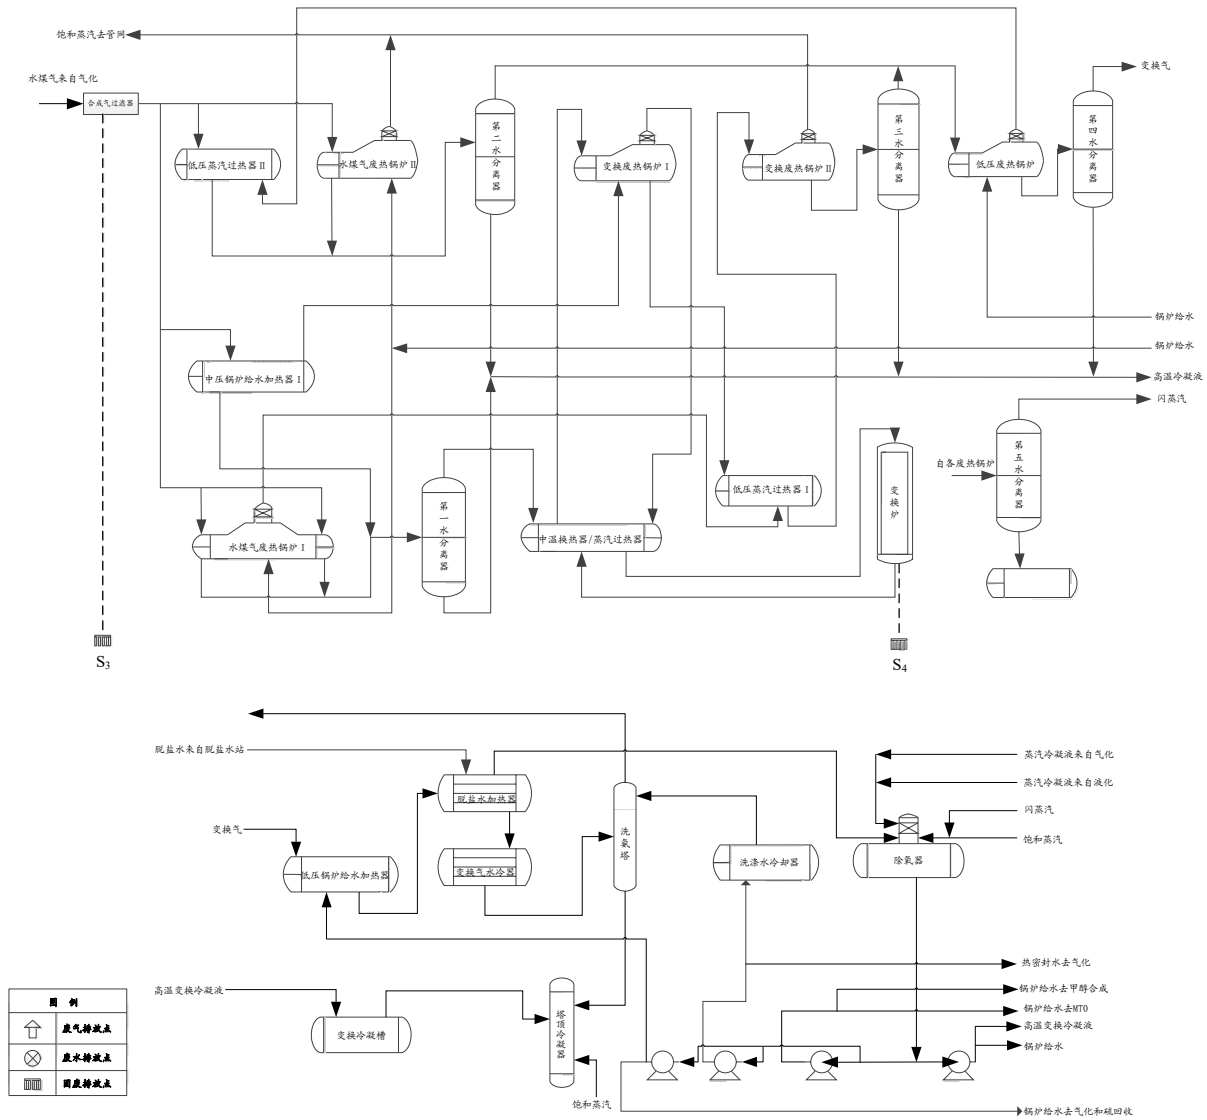 饱和蒸汽去管网
变换气
水煤气来自气化
合成气过滤器
低压蒸汽过热器Ⅱ
水煤气废热锅炉Ⅱ
第二水分离器
变换废热锅炉Ⅰ
变换废热锅炉Ⅱ
第三水分离器
低压废热锅炉
第四水分离器
锅炉给水
锅炉给水
中压锅炉给水加热器Ⅰ
高温冷凝液
闪蒸汽
自各废热锅炉
第五水分离器
水煤气废热锅炉Ⅰ
第一水分离器
中温换热器/蒸汽过热器
低压蒸汽过热器Ⅰ
变换炉
S3
S4
脱盐水来自脱盐水站
蒸汽冷凝液来自气化
脱盐水加热器
蒸汽冷凝液来自液化
闪蒸汽
变换气
洗氨塔
饱和蒸汽
低压锅炉给水加热器
变换气水冷器
洗涤水冷却器
除氧器
热密封水去气化
高温变换冷凝液
锅炉给水去甲醇合成
锅炉给水去MTO
变换冷凝槽
塔顶冷凝器
高温变换冷凝液
锅炉给水
饱和蒸汽
锅炉给水去气化和硫回收
图 例
废气排放点
废水排放点
固废排放点